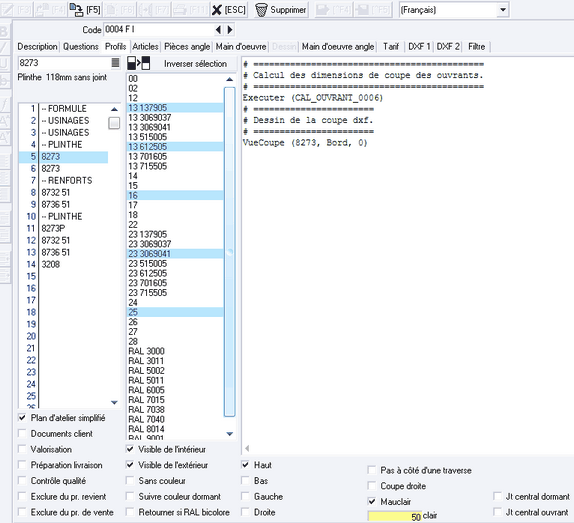 [F5] [ESC] Supprimer [F4] [F5] (Français)
Code 0004 F I
Description Questions Profils Articles Pièces angle Main d'oeuvre Dessin Main d'oeuvre angle Tarif DXF 1 DXF 2 Filtre
8273
Plinthe 118mm sans joint
Inverser sélection
1 -- FORMULE
2 -- USINAGES
3 -- USINAGES
4 -- PLINTHE
5 8273
6 8273
7 -- RENFORTS
8 8732 51
9 8736 51
10 -- PLINTHE
11 8273P
12 8732 51
13 8736 51
14 3208
15
16
17
18
19
20
21
22
23
24
25
26
00
02
12
13 137905
13 3069037
13 3069041
13 515005
13 612505
13 701605
13 715505
14
15
16
17
18
22
23 137905
23 3069037
23 3069041
23 515005
23 612505
23 701605
23 715505
24
25
26
27
28
RAL 3000
RAL 3011
RAL 5002
RAL 5011
RAL 6005
RAL 7015
RAL 7038
RAL 7040
RAL 8014
RAL 9001
# ======================================
# Calcul des dimensions de coupe des ouvrants.
# ======================================
Executer (CAL_OUVRANT_0006)
# ====================
# Dessin de la coupe dxf.
# ====================
VueCoupe (8273, Bord, 0)
Plan d'atelier simplifié
Documents client
Valorisation
Préparation livraison
Contrôle qualité
Exclure du pr. revient
Exclure du pr. de vente
Visible de l'intérieur
Visible de l'extérieur
Sans couleur
Suivre couleur dormant
Retourner si RAL bicolore
Haut
Bas
Gauche
Droite
Pas à côté d'une traverse
Coupe droite
Mauclair
50 clair
Jt central dormant
Jt central ouvrant